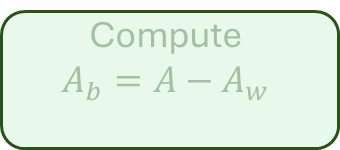 Compute
A_b = A − A_w